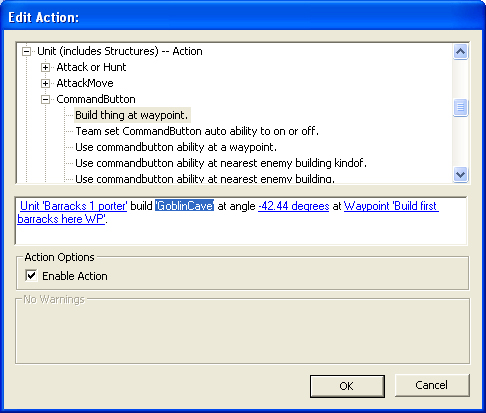 Edit Action:
Unit (includes Structures) -- Action
Attack or Hunt
AttackMove
CommandButton
Build thing at waypoint.
Team set CommandButton auto ability to on or off.
Use commandbutton ability at a waypoint.
Use commandbutton ability at nearest enemy building kindof.
Use commandbutton ability at nearest enemy building.
Unit 'Barracks 1 porter' build 'GoblinCave' at angle -42.44 degrees at Waypoint 'Build first
barracks here WP'.
Action Options
Enable Action
No Warnings
OK
Cancel